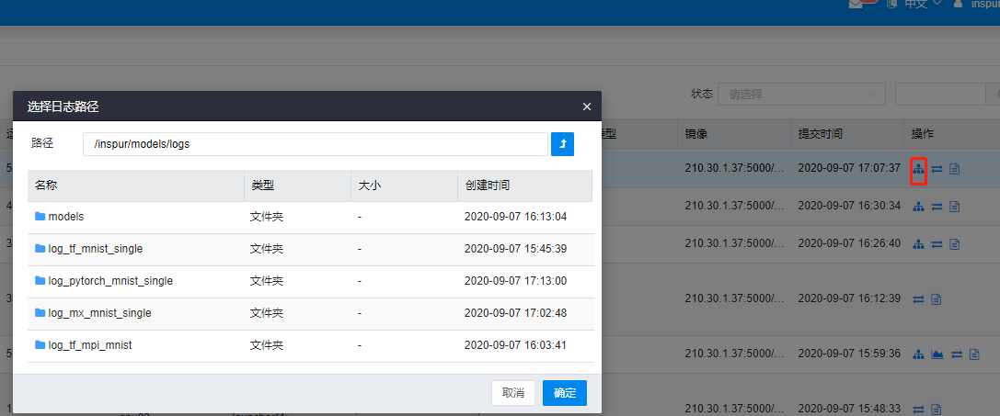 中文 inspur
状态 请选择
选择日志路径 ×
路径 /inspur/models/logs
名称 类型 大小 创建时间
models 文件夹 - 2020-09-07 16:13:04
log_tf_mnist_single 文件夹 - 2020-09-07 15:45:39
log_pytorch_mnist_single 文件夹 - 2020-09-07 17:13:00
log_mx_mnist_single 文件夹 - 2020-09-07 17:02:48
log_tf_mpi_mnist 文件夹 - 2020-09-07 16:03:41
取消 确定
类型 镜像 提交时间 操作
5 210.30.1.37:5000/... 2020-09-07 17:07:37
4 210.30.1.37:5000/... 2020-09-07 16:30:34
3 210.30.1.37:5000/... 2020-09-07 16:26:40
3 210.30.1.37:5000/... 2020-09-07 16:12:39
5 210.30.1.37:5000/... 2020-09-07 15:59:36
1 210.30.1.37:5000/... 2020-09-07 15:48:33